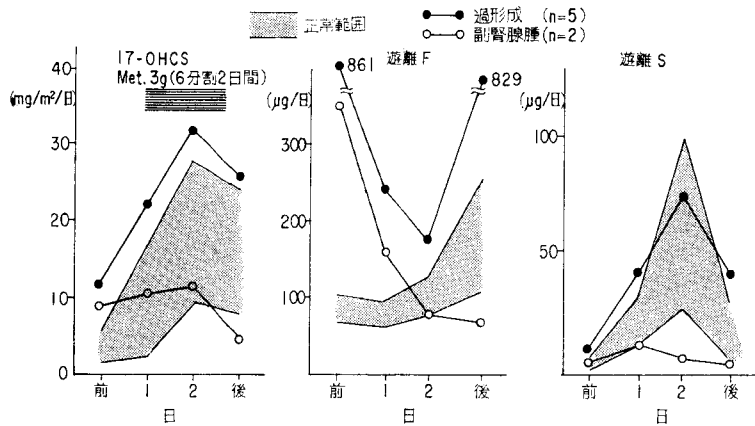 正常範囲
過形成 (n=5)
副腎腺腫(n=2)
17-OHCS
Met.3g(6分割2日間)
(mg/m²/日)
40
30
20
10
0
前 1 2 後
日
遊離 F
(μg/日)
861
829
300
200
100
前 1 2 後
日
遊離 S
(μg/日)
100
50
前 1 2 後
日